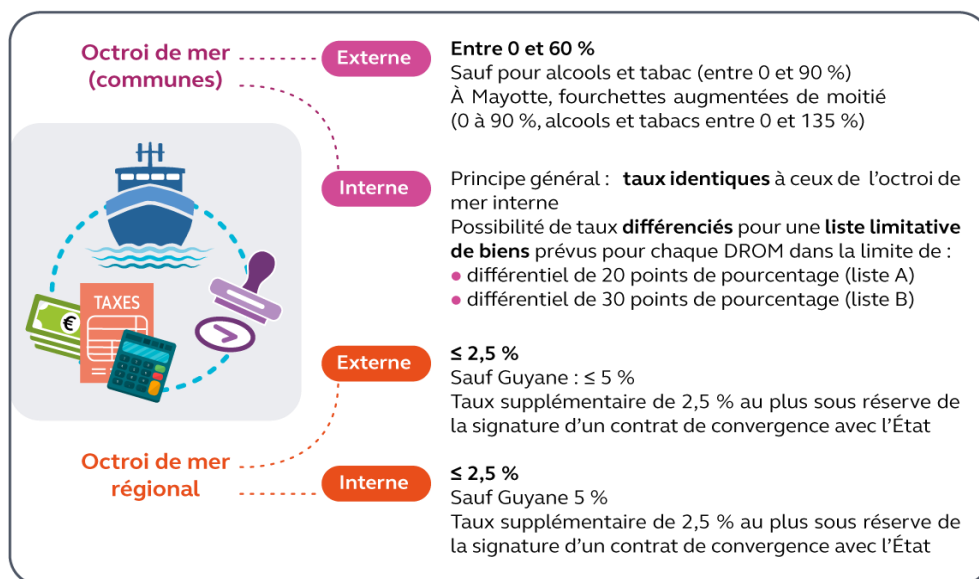 Octroi de mer
(communes)
Externe
Entre 0 et 60 %
Sauf pour alcools et tabac (entre 0 et 90 %)
À Mayotte, fourchettes augmentées de moitié
(0 à 90 %, alcools et tabacs entre 0 et 135 %)
Interne
Principe général : taux identiques à ceux de l’octroi de
mer interne
Possibilité de taux différenciés pour une liste limitative
de biens prévus pour chaque DROM dans la limite de :
● différentiel de 20 points de pourcentage (liste A)
● différentiel de 30 points de pourcentage (liste B)
TAXES
€
Octroi de mer
régional
Externe
≤ 2,5 %
Sauf Guyane : ≤ 5 %
Taux supplémentaire de 2,5 % au plus sous réserve de
la signature d’un contrat de convergence avec l’État
Interne
≤ 2,5 %
Sauf Guyane 5 %
Taux supplémentaire de 2,5 % au plus sous réserve de
la signature d’un contrat de convergence avec l’État